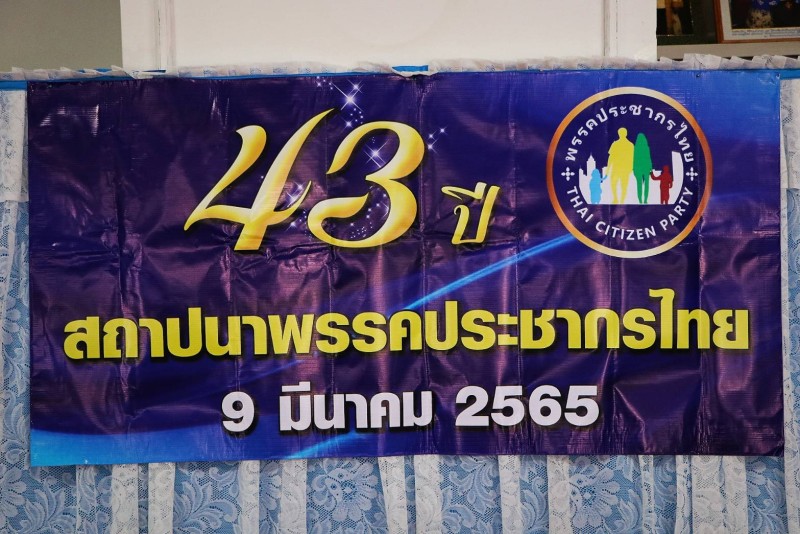 43 ปี
พรรคประชากรไทย
THAI CITIZEN PARTY
สถาปนาพรรคประชากรไทย
9 มีนาคม 2565